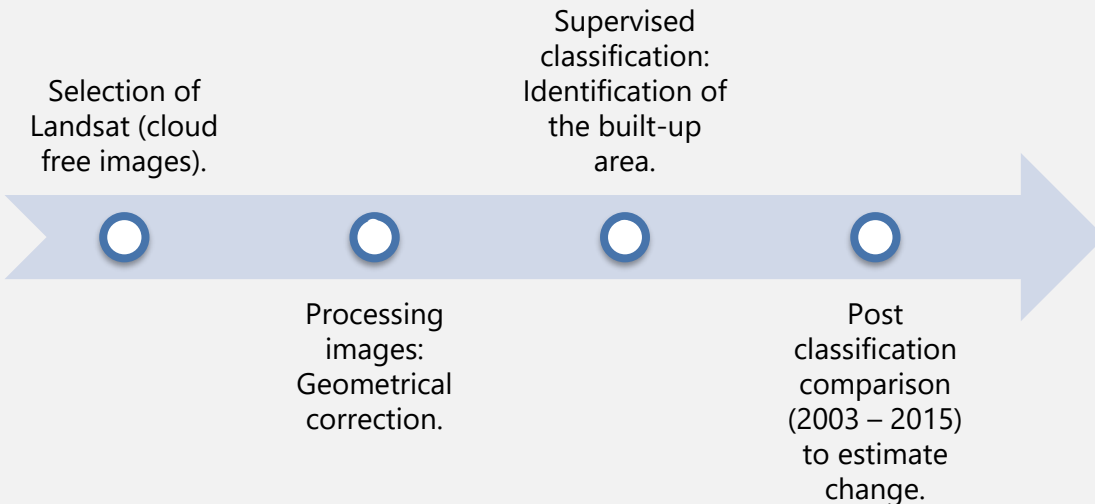 Selection of
Landsat (cloud
free images).
Processing
images:
Geometrical
correction.
Supervised
classification:
Identification of
the built-up
area.
Post
classification
comparison
(2003 – 2015)
to estimate
change.